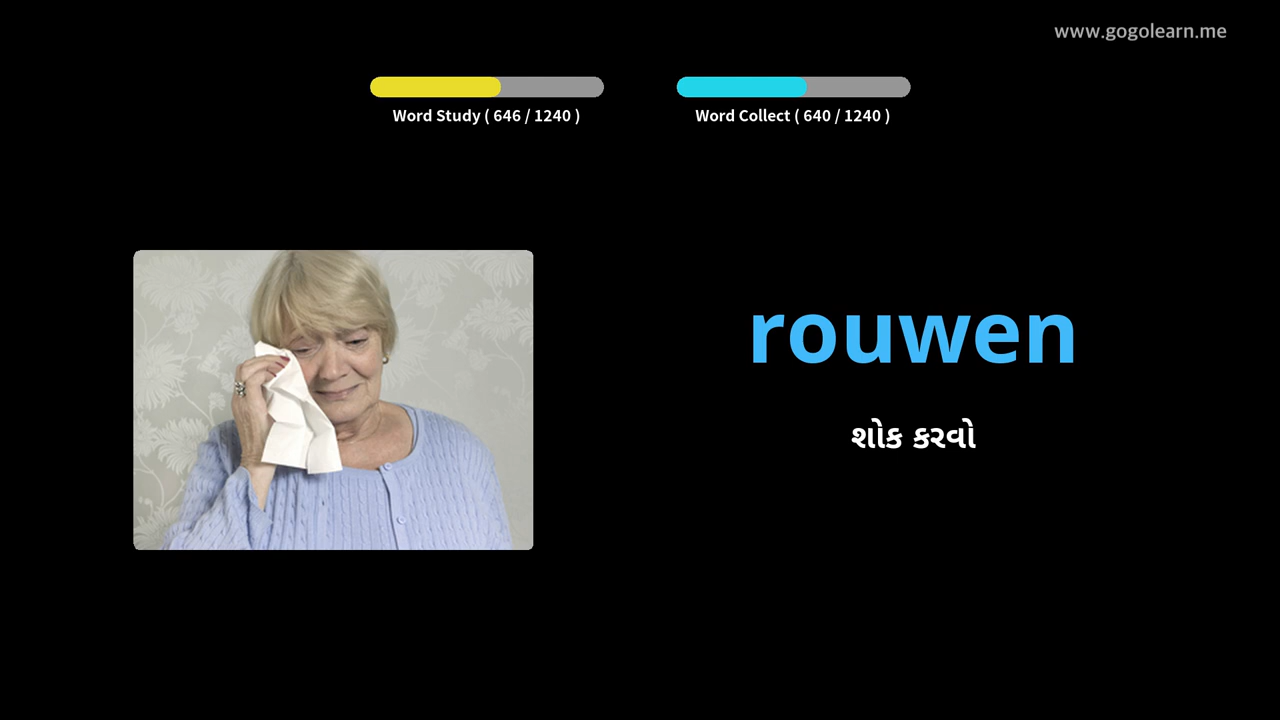 www.gogolearn.me
Word Study ( 646 / 1240 )
Word Collect ( 640 / 1240 )
rouwen
શોક કરવો